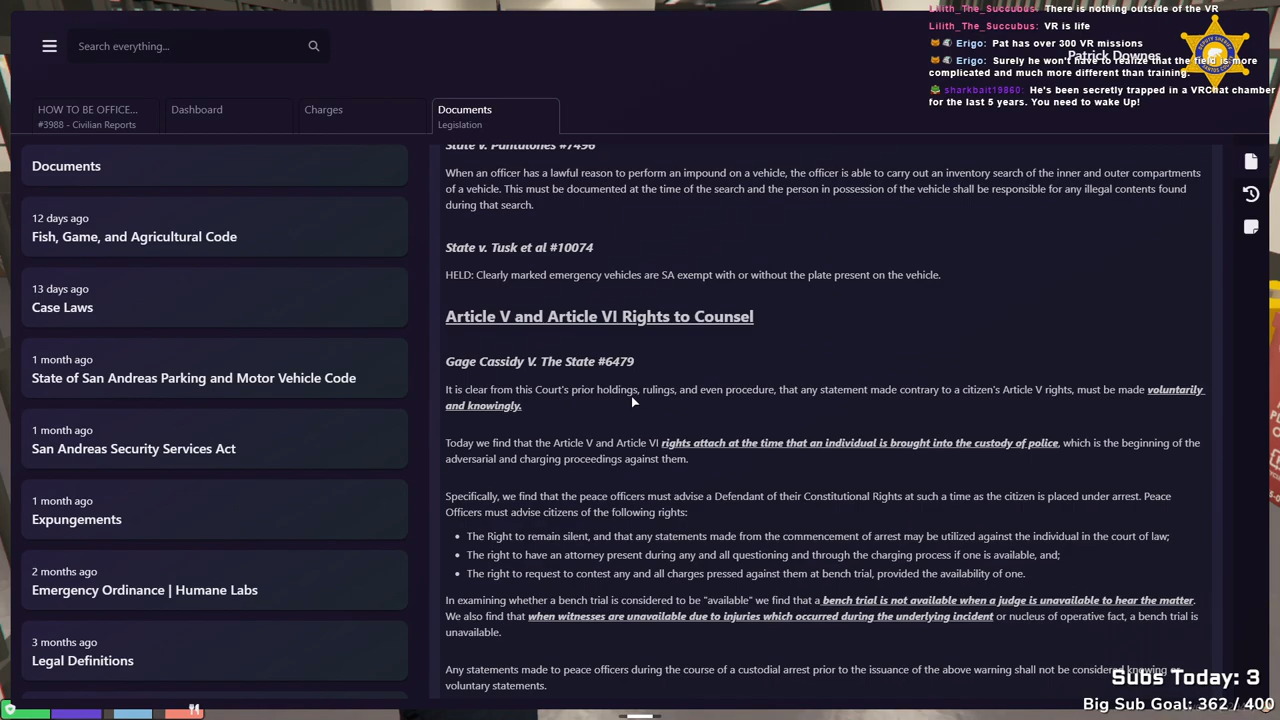 Lilith_The_Succubus: There is nothing outside of the VR
Lilith_The_Succubus: VR is life
Erigo: Pat has over 300 VR missions
Erigo: Surely he won't have to realize that the field is more
complicated and much more different than training.
sharkbait19860: He's been secretly trapped in a VRChat chamber
for the last 5 years. You need to wake Up!
Search everything...
Patrick Downes
HOW TO BE OFFICE...
#3988 - Civilian Reports
Dashboard
Charges
Documents
Legislation
Documents
12 days ago
Fish, Game, and Agricultural Code
13 days ago
Case Laws
1 month ago
State of San Andreas Parking and Motor Vehicle Code
1 month ago
San Andreas Security Services Act
1 month ago
Expungements
2 months ago
Emergency Ordinance | Humane Labs
3 months ago
Legal Definitions
State v. Pantalones #7496
When an officer has a lawful reason to perform an impound on a vehicle, the officer is able to carry out an inventory search of the inner and outer compartments
of a vehicle. This must be documented at the time of the search and the person in possession of the vehicle shall be responsible for any illegal contents found
during that search.
State v. Tusk et al #10074
HELD: Clearly marked emergency vehicles are SA exempt with or without the plate present on the vehicle.
Article V and Article VI Rights to Counsel
Gage Cassidy V. The State #6479
It is clear from this Court's prior holdings, rulings, and even procedure, that any statement made contrary to a citizen's Article V rights, must be made voluntarily
and knowingly.
Today we find that the Article V and Article VI rights attach at the time that an individual is brought into the custody of police, which is the beginning of the
adversarial and charging proceedings against them.
Specifically, we find that the peace officers must advise a Defendant of their Constitutional Rights at such a time as the citizen is placed under arrest. Peace
Officers must advise citizens of the following rights:
• The Right to remain silent, and that any statements made from the commencement of arrest may be utilized against the individual in the court of law;
• The right to have an attorney present during any and all questioning and through the charging process if one is available, and;
• The right to request to contest any and all charges pressed against them at bench trial, provided the availability of one.
In examining whether a bench trial is considered to be "available" we find that a bench trial is not available when a judge is unavailable to hear the matter.
We also find that when witnesses are unavailable due to injuries which occurred during the underlying incident or nucleus of operative fact, a bench trial is
unavailable.
Any statements made to peace officers during the course of a custodial arrest prior to the issuance of the above warning shall not be considered knowing or
voluntary statements.
Subs Today: 3
Big Sub Goal: 362 / 400